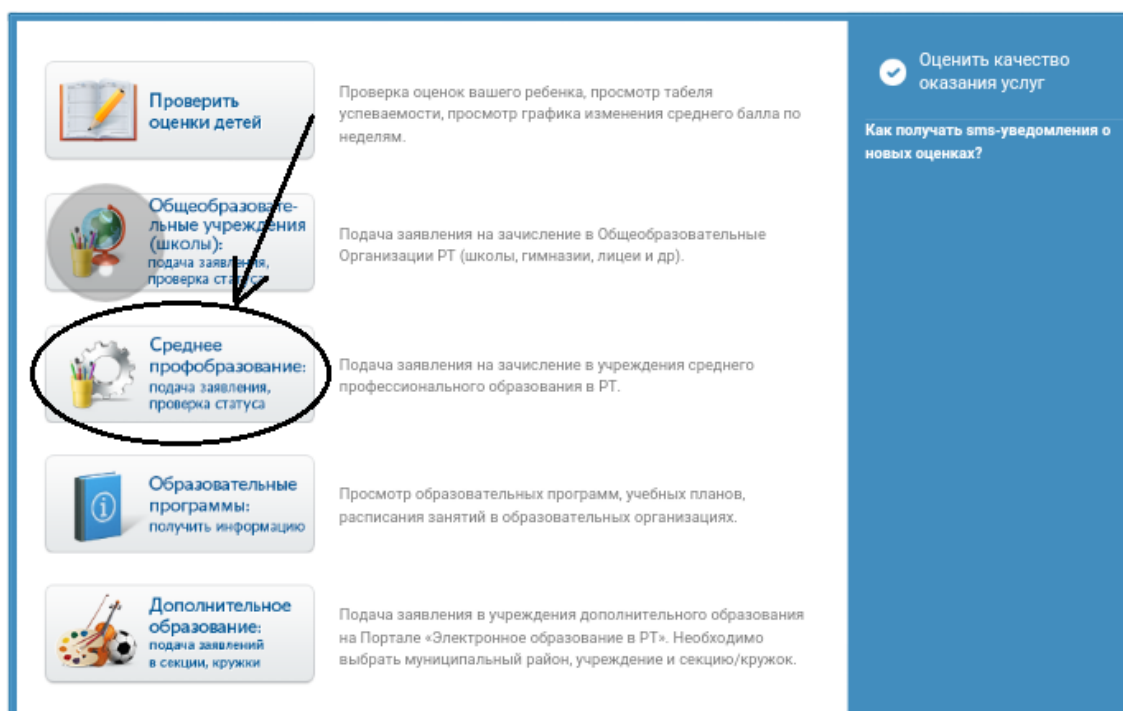 Проверить
оценки детей
Проверка оценок вашего ребенка, просмотр табеля
успеваемости, просмотр графика изменения среднего балла по
неделям.
Общеобразовате-
льные учреждения
(школы):
подача заявления,
проверка статуса
Подача заявления на зачисление в Общеобразовательные
Организации РТ (школы, гимназии, лицеи и др).
Среднее
профобразование:
подача заявления,
проверка статуса
Подача заявления на зачисление в учреждения среднего
профессионального образования в РТ.
Образовательные
программы:
получить информацию
Просмотр образовательных программ, учебных планов,
расписания занятий в образовательных организациях.
Дополнительное
образование:
подача заявлений
в секции, кружки
Подача заявления в учреждения дополнительного образования
на Портале «Электронное образование в РТ». Необходимо
выбрать муниципальный район, учреждение и секцию/кружок.
Оценить качество
оказания услуг
Как получать sms-уведомления о
новых оценках?